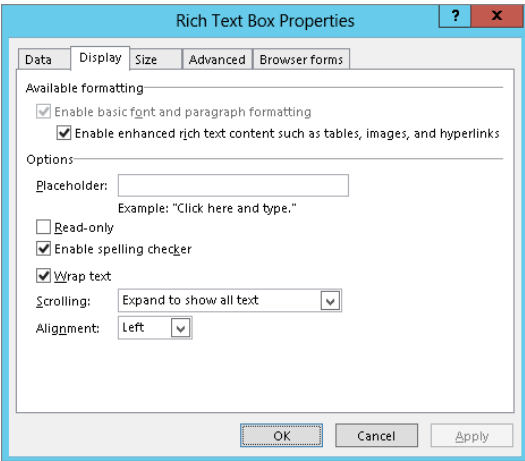 Rich Text Box Properties
?
x
Data Display Size Advanced Browser forms
Available formatting
Enable basic font and paragraph formatting
Enable enhanced rich text content such as tables, images, and hyperlinks
Options
Placeholder:
Example: "Click here and type."
Read-only
Enable spelling checker
Wrap text
Scrolling: Expand to show all text
Alignment: Left
OK Cancel Apply